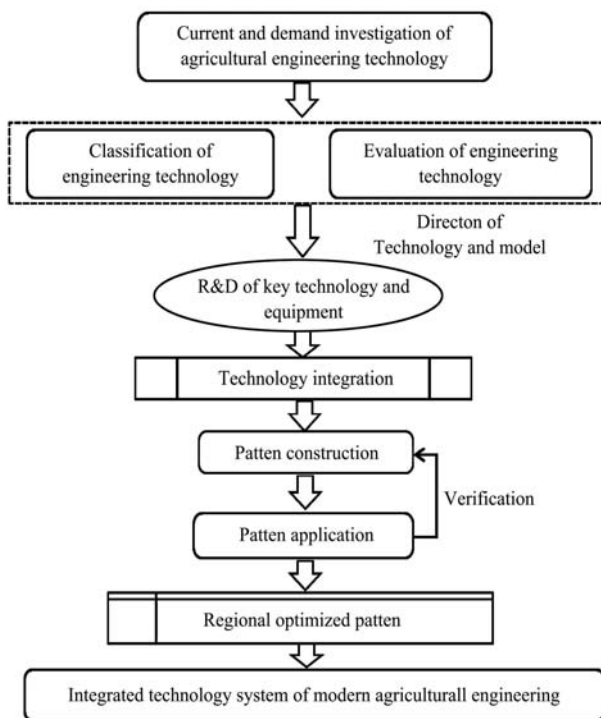 Current and demand investigation of
agricultural engineering technology
Classification of
engineering technology
Evaluation of engineering
technology
Directon of
Technology and model
R&D of key technology and
equipment
Technology integration
Patten construction
Verification
Patten application
Regional optimized patten
Integrated technology system of modern agriculturall engineering